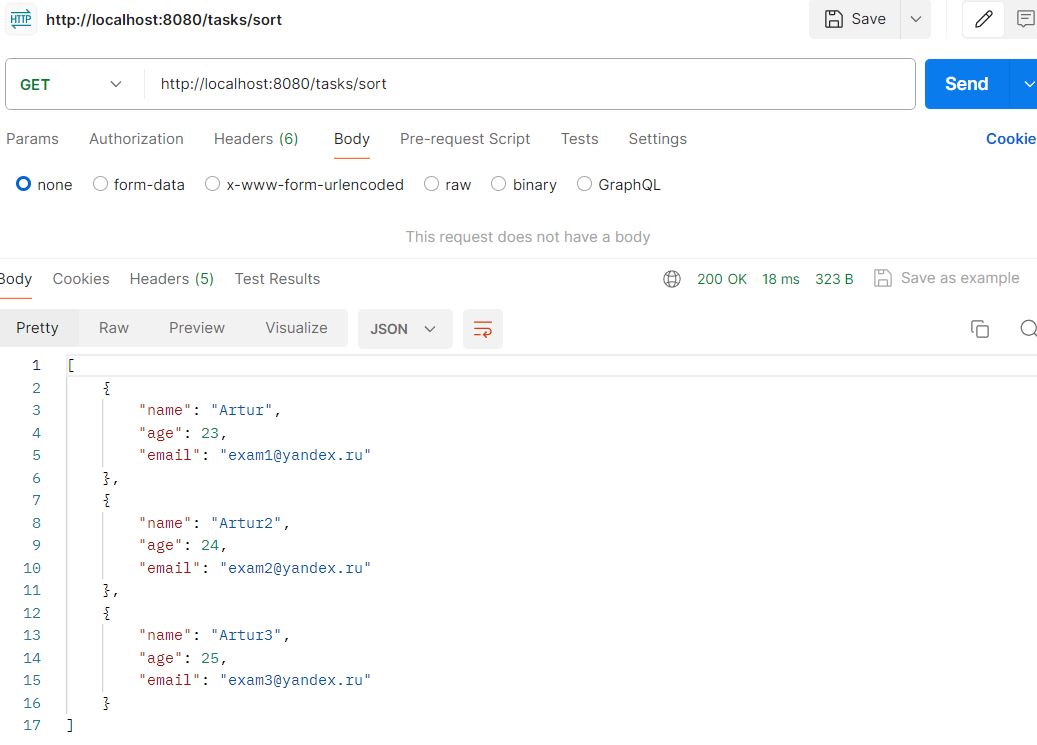 HTTP http://localhost:8080/tasks/sort Save
GET http://localhost:8080/tasks/sort Send
Params Authorization Headers (6) Body Pre-request Script Tests Settings Cookie
none form-data x-www-form-urlencoded raw binary GraphQL
This request does not have a body
Body Cookies Headers (5) Test Results 200 OK 18 ms 323 B Save as example
Pretty Raw Preview Visualize JSON
1 [
2 {
3 "name": "Artur",
4 "age": 23,
5 "email": "exam1@yandex.ru"
6 },
7 {
8 "name": "Artur2",
9 "age": 24,
10 "email": "exam2@yandex.ru"
11 },
12 {
13 "name": "Artur3",
14 "age": 25,
15 "email": "exam3@yandex.ru"
16 }
17 ]